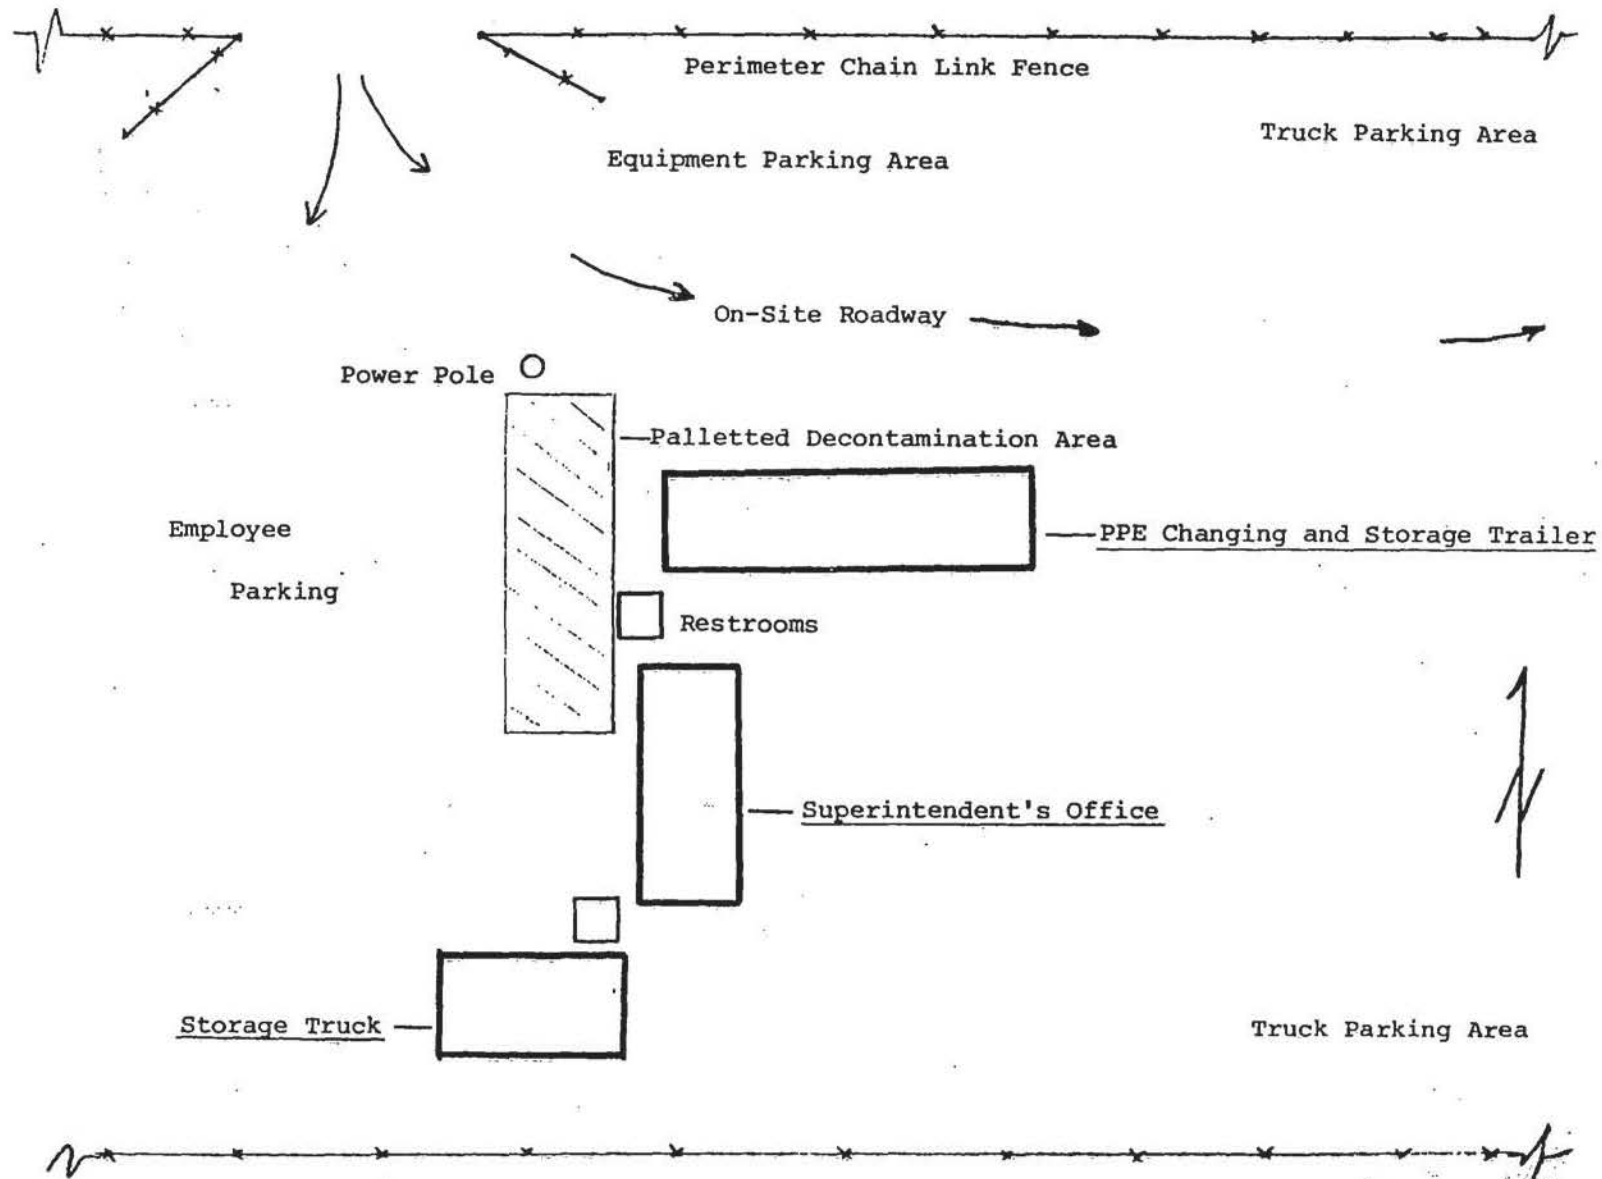 Perimeter Chain Link Fence
Truck Parking Area
Equipment Parking Area
On-Site Roadway
Power Pole
Palletted Decontamination Area
PPE Changing and Storage Trailer
Employee
Parking
Restrooms
Superintendent's Office
Storage Truck
Truck Parking Area